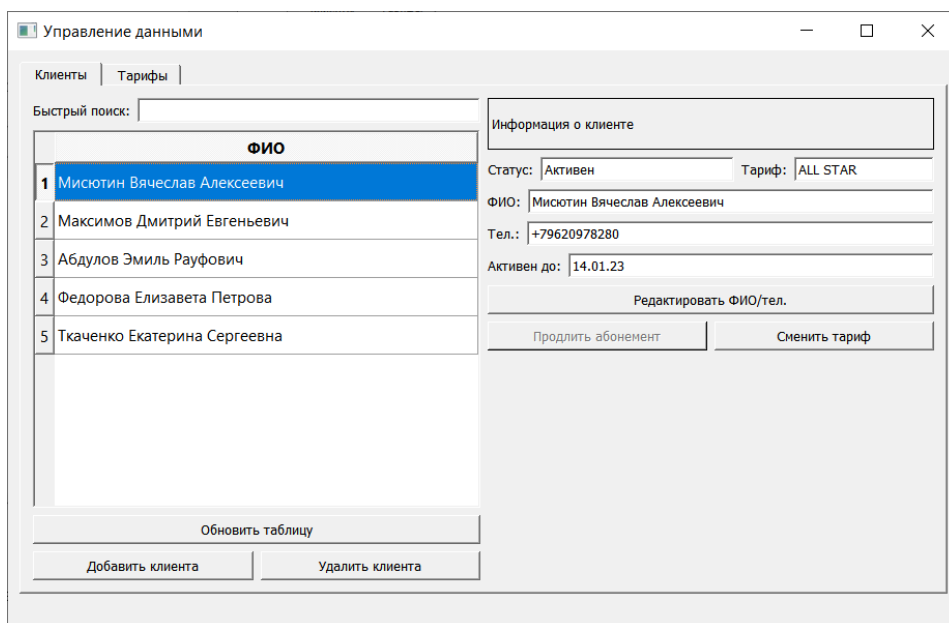 Управление данными
Клиенты Тарифы
Быстрый поиск:
ФИО
1 Мисютин Вячеслав Алексеевич
2 Максимов Дмитрий Евгеньевич
3 Абдулов Эмиль Рауфович
4 Федорова Елизавета Петрова
5 Ткаченко Екатерина Сергеевна
Обновить таблицу
Добавить клиента Удалить клиента
Информация о клиенте
Статус: Активен Тариф: ALL STAR
ФИО: Мисютин Вячеслав Алексеевич
Тел.: +79620978280
Активен до: 14.01.23
Редактировать ФИО/тел.
Продлить абонемент Сменить тариф